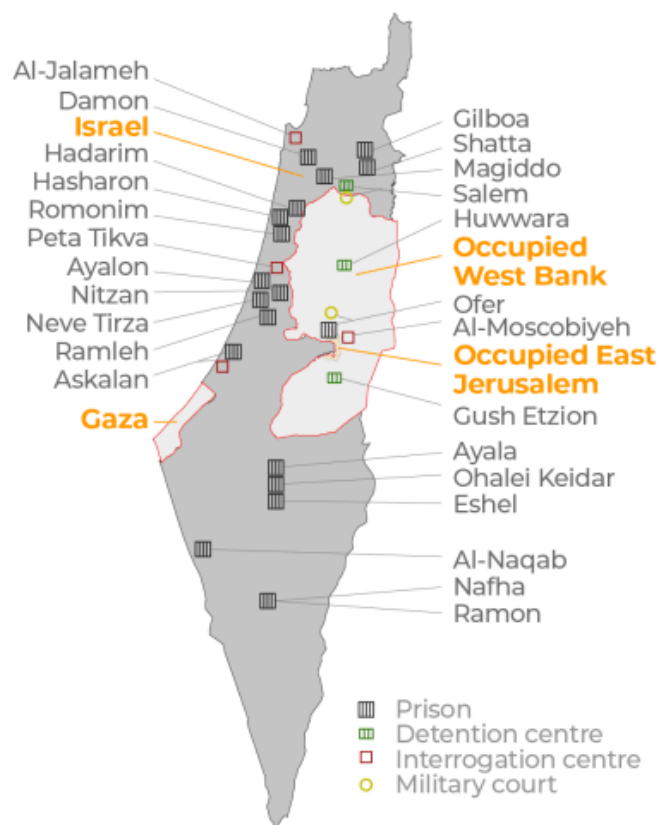 Al-Jalameh
Damon
Israel
Hadarim
Hasharon
Romonim
Peta Tikva
Ayalon
Nitzan
Neve Tirza
Ramleh
Askalan
Gaza
Gilboa
Shatta
Magiddo
Salem
Huwwara
Occupied
West Bank
Ofer
Al-Moscobiyeh
Occupied East
Jerusalem
Gush Etzion
Ayala
Ohalei Keidar
Eshel
Al-Naqab
Nafha
Ramon
Prison
Detention centre
Interrogation centre
Military court